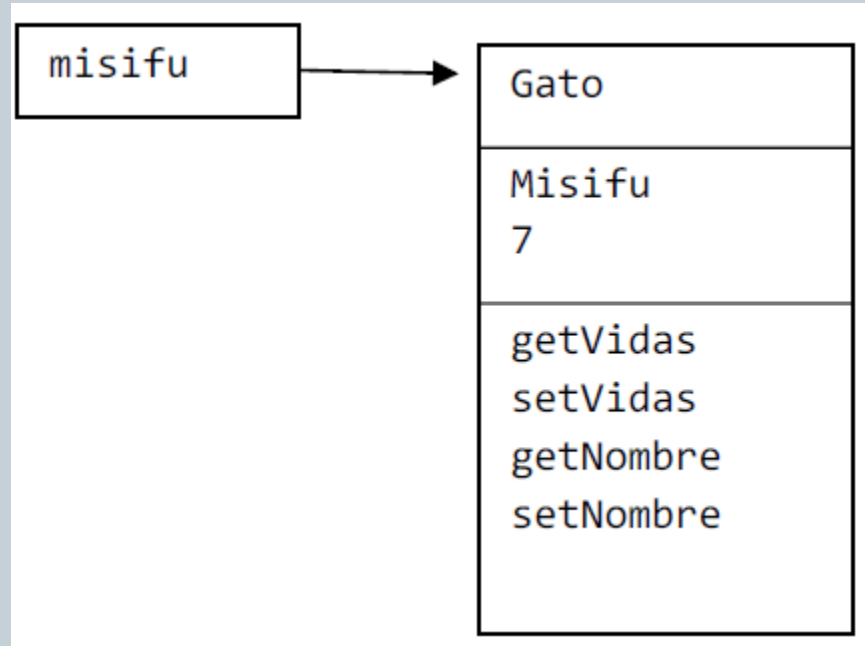 misifu
Gato
Misifu
7
getVidas
setVidas
getNombre
setNombre